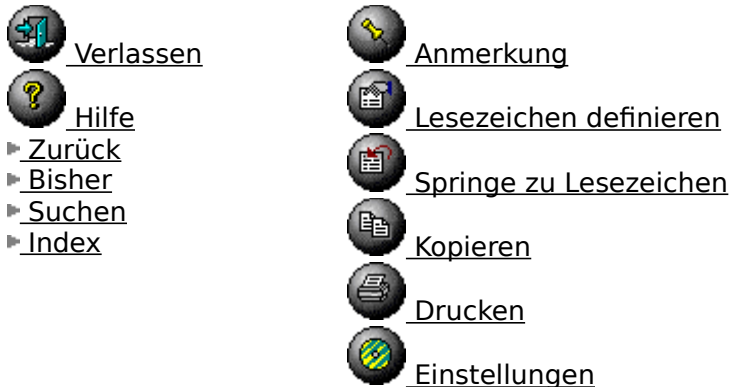 Verlassen
Hilfe
Zurück
Bisher
Suchen
Index
Anmerkung
Lesezeichen definieren
Springe zu Lesezeichen
Kopieren
Drucken
Einstellungen